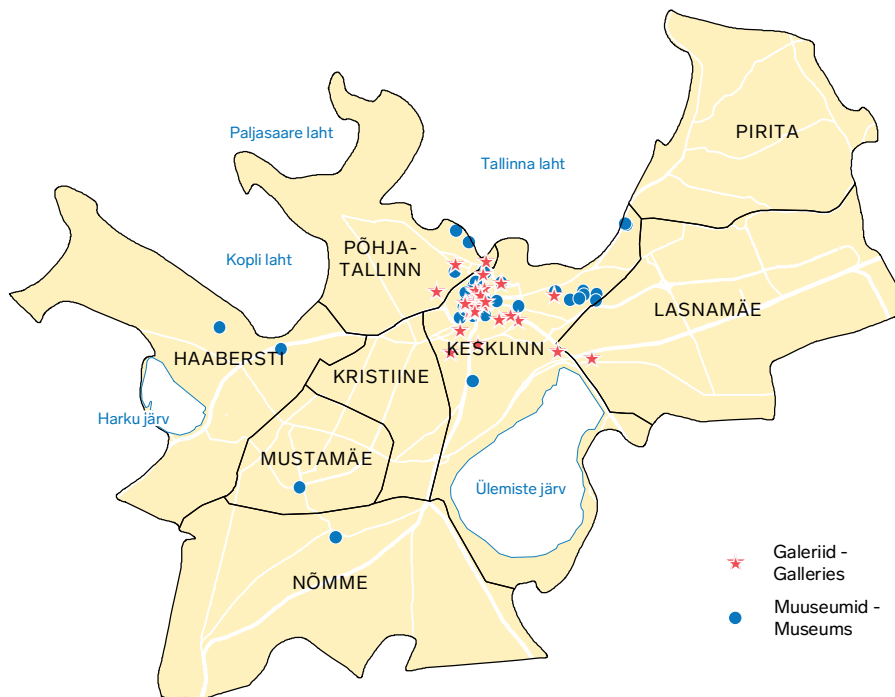 Paljasaare laht
PIRITA
Tallinna laht
PÕHJA-
TALLINN
Kopli laht
LASNAMÄE
HAABERSTI
KESKLINN
KRISTIINE
Harku järv
MUSTAMÄE
Ülemiste järv
NÕMME
Galeriid -
Galleries
Muuseumid -
Museums